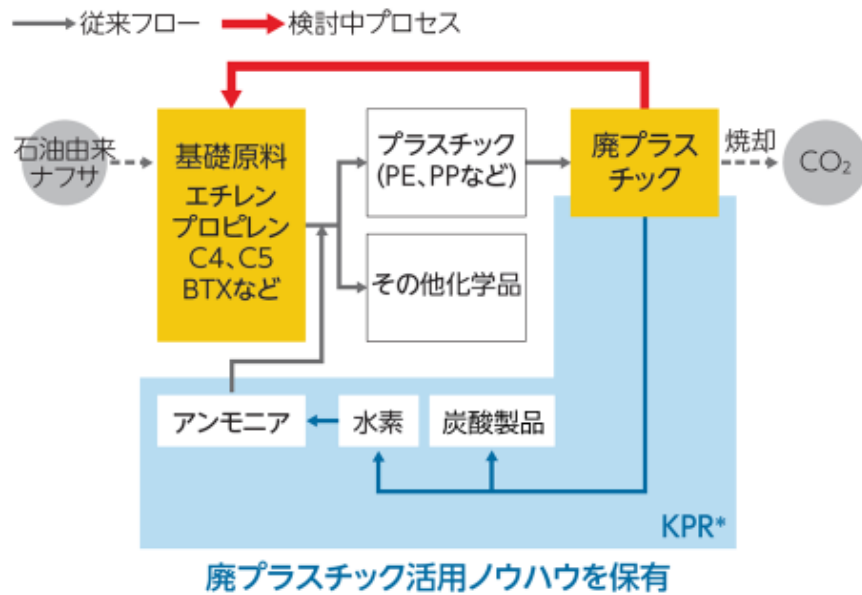 従来フロー
検討中プロセス
石油由来
ナフサ
基礎原料
エチレン
プロピレン
C4、C5
BTXなど
プラスチック
(PE、PPなど)
その他化学品
廃プラス
チック
焼却
CO₂
アンモニア
水素
炭酸製品
KPR*
廃プラスチック活用ノウハウを保有